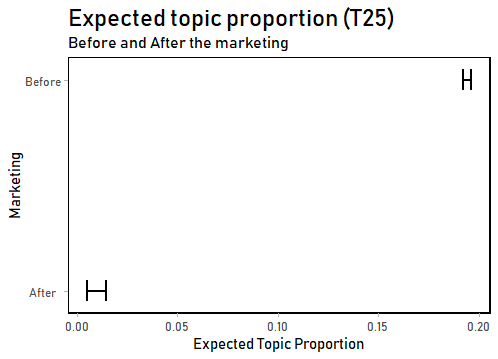 Expected topic proportion (T25)
Before and After the marketing
Before
Marketing
After
0.00 0.05 0.10 0.15 0.20
Expected Topic Proportion